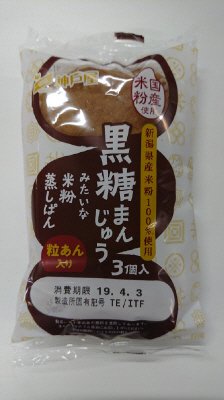 神戸屋
国産
米粉
使用
新潟県産米粉100%使用
黒糖まんじゅう
みたいな
米粉
蒸しぱん
粒あん
入り
3個入
消費期限 19.4.3
製造所固有記号 TE/ITF